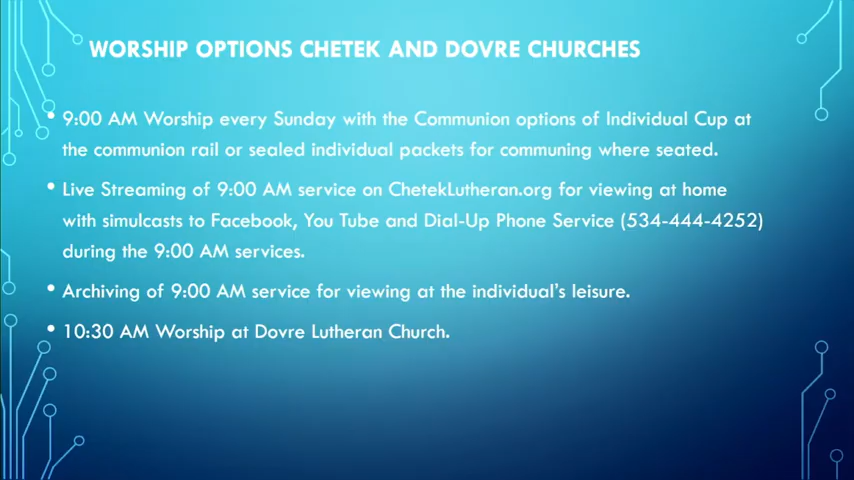 WORSHIP OPTIONS CHETEK AND DOVRE CHURCHES
• 9:00 AM Worship every Sunday with the Communion options of Individual Cup at
the communion rail or sealed individual packets for communing where seated.
• Live Streaming of 9:00 AM service on ChetekLutheran.org for viewing at home
with simulcasts to Facebook, You Tube and Dial-Up Phone Service (534-444-4252)
during the 9:00 AM services.
• Archiving of 9:00 AM service for viewing at the individual's leisure.
• 10:30 AM Worship at Dovre Lutheran Church.